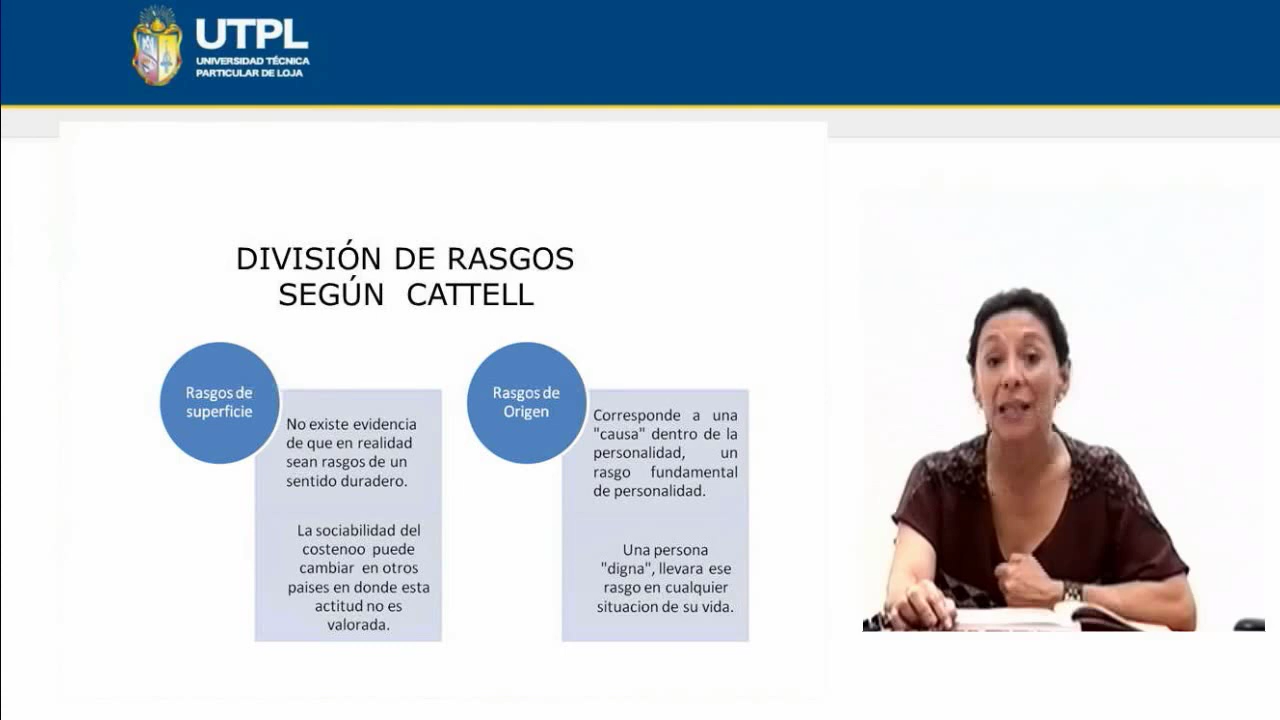 UTPL
UNIVERSIDAD TÉCNICA
PARTICULAR DE LOJA
DIVISIÓN DE RASGOS
SEGÚN CATTELL
Rasgos de
superficie
No existe evidencia
de que en realidad
sean rasgos de un
sentido duradero.
La sociabilidad del
costenoo puede
cambiar en otros
paises en donde esta
actitud no es
valorada.
Rasgos de
Origen
Corresponde a una
"causa" dentro de la
personalidad, un
rasgo fundamental
de personalidad.
Una persona
"digna", llevara ese
rasgo en cualquier
situacion de su vida.